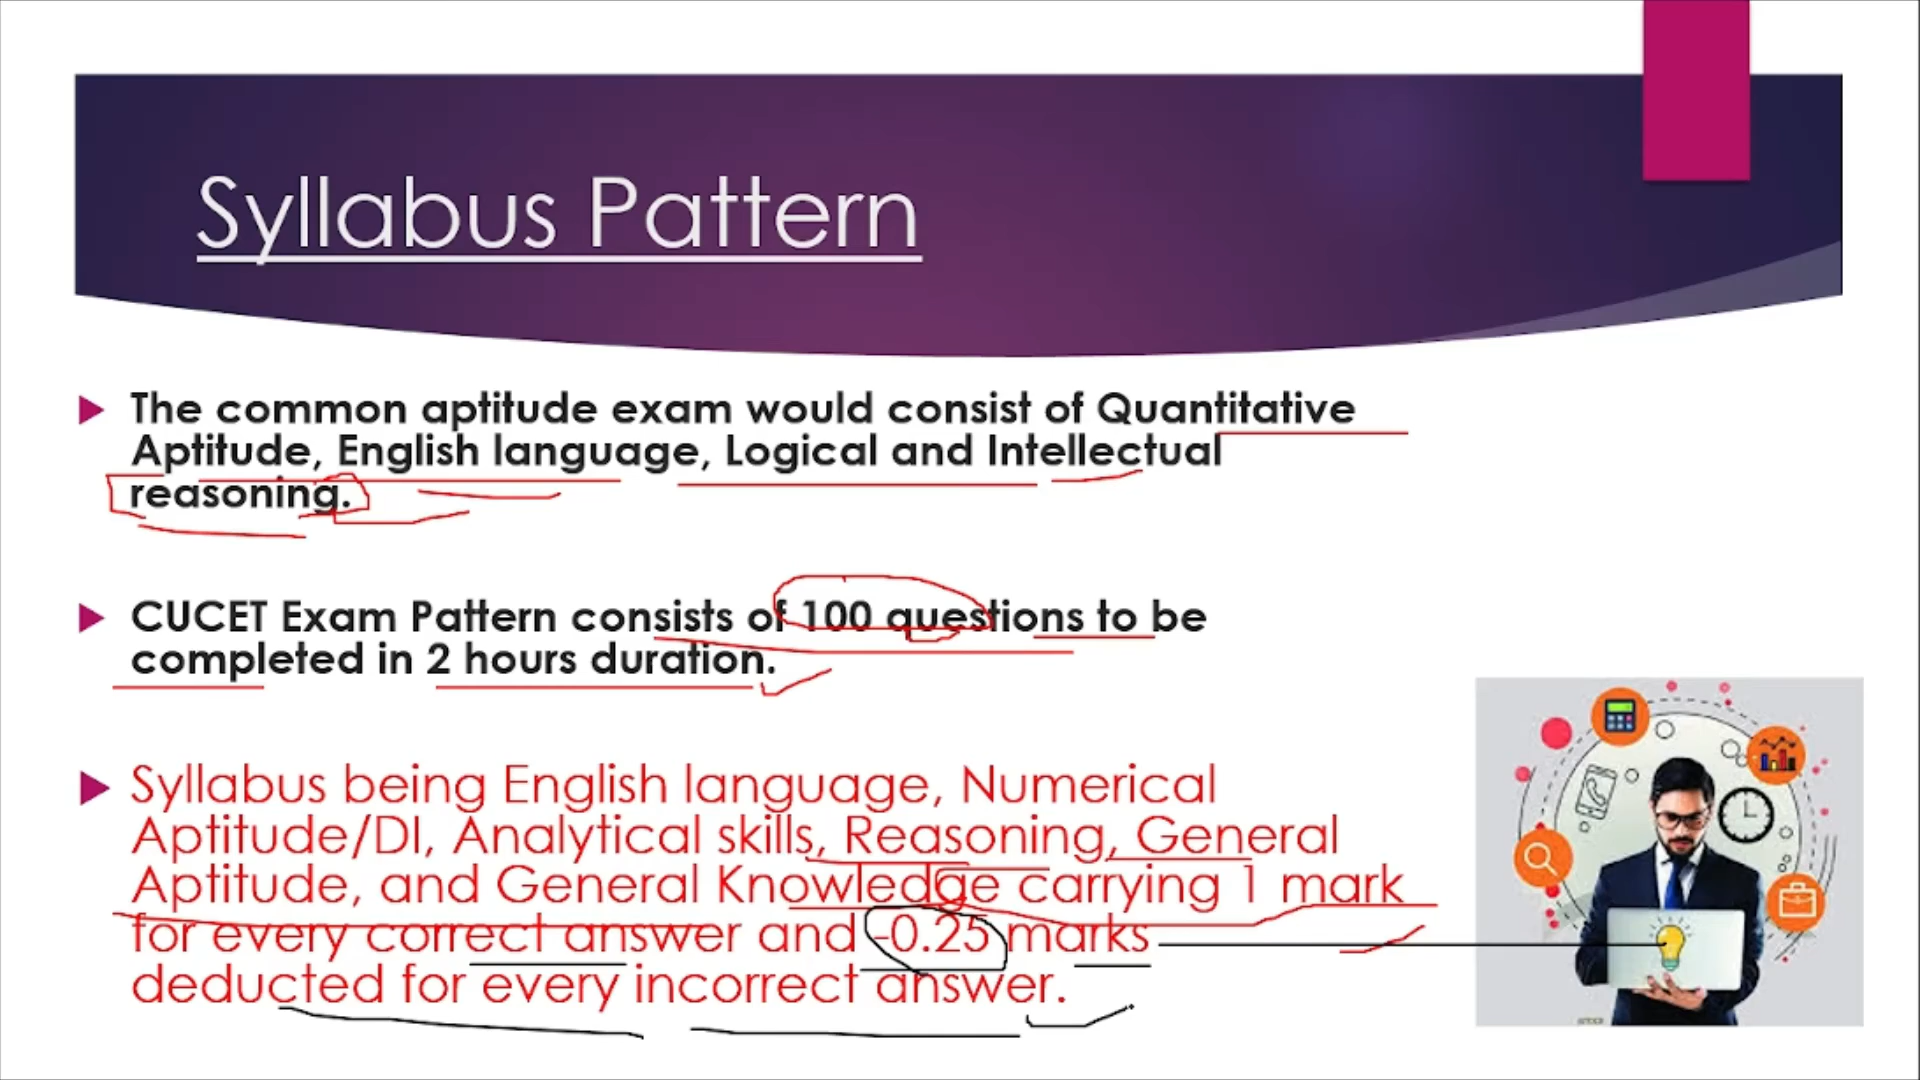 Syllabus Pattern
The common aptitude exam would consist of Quantitative
Aptitude, English language, Logical and Intellectual
reasoning.
CUCET Exam Pattern consists of 100 questions to be
completed in 2 hours duration.
Syllabus being English language, Numerical
Aptitude/DI, Analytical skills, Reasoning, General
Aptitude, and General Knowledge carrying 1 mark
for every correct answer and -0.25 marks
deducted for every incorrect answer.